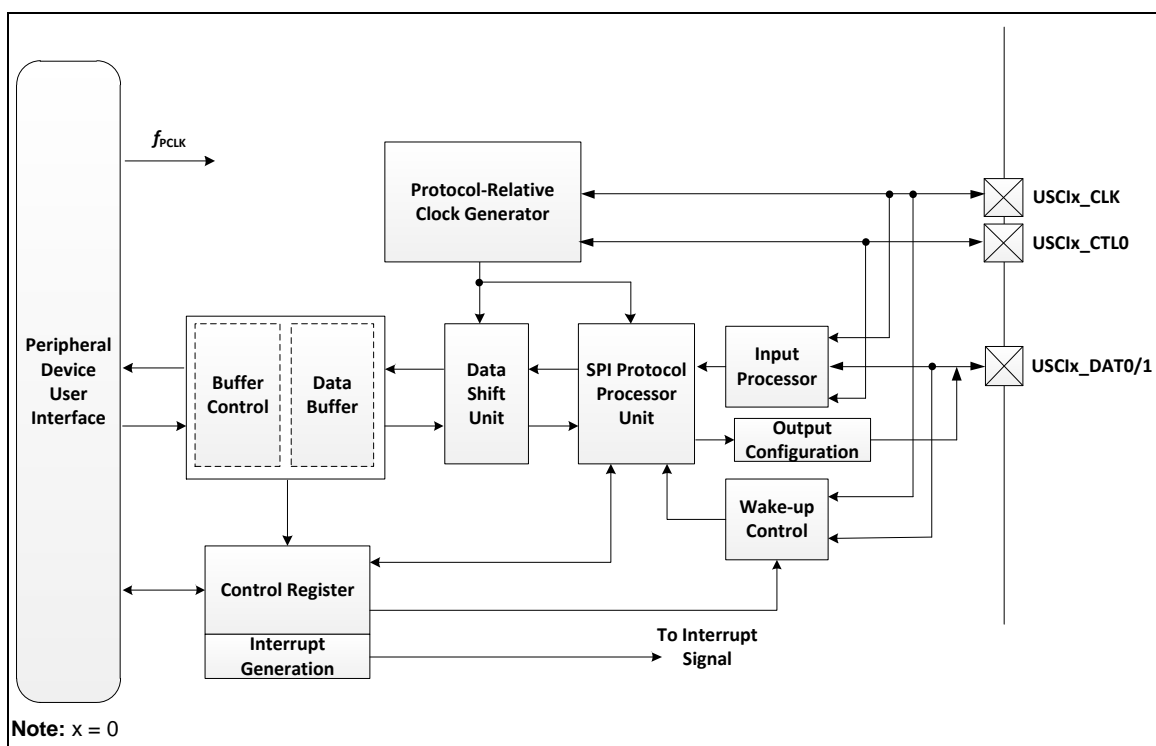 fPCLK
Protocol-Relative
Clock Generator
USCIx_CLK
USCIx_CTL0
Peripheral
Device
User
Interface
Buffer
Control
Data
Buffer
Data
Shift
Unit
SPI Protocol
Processor
Unit
Input
Processor
USCIx_DAT0/1
Output
Configuration
Wake-up
Control
Control Register
Interrupt
Generation
To Interrupt
Signal
Note: x = 0